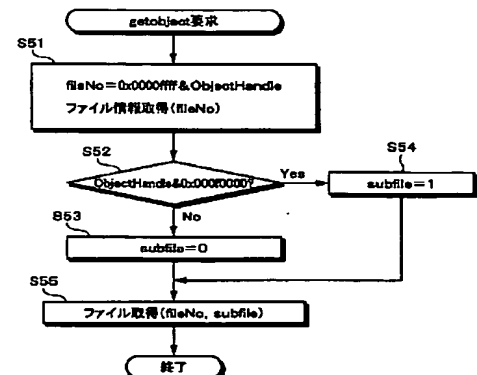 getobject要求
S51
fileNo=0x0000ffff&ObjectHandle
ファイル情報取得(fileNo)
S52
ObjectHandle&0x000f0000?
Yes
S54
subfile=1
No
S53
subfile=0
S55
ファイル取得(fileNo, subfile)
終了